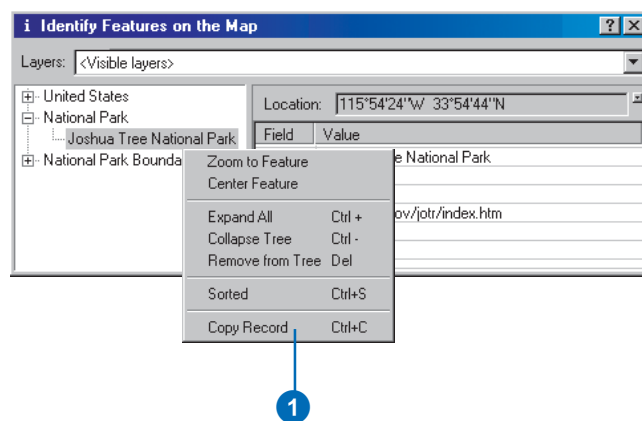 i Identify Features on the Map ? X
Layers: <Visible layers>
United States
National Park
Joshua Tree National Park
National Park Bounda
Location: 115°54'24"W 33°54'44"N
Field Value
e National Park
ov/jotr/index.htm
Zoom to Feature
Center Feature
Expand All Ctrl +
Collapse Tree Ctrl -
Remove from Tree Del
Sorted Ctrl+S
Copy Record Ctrl+C
1